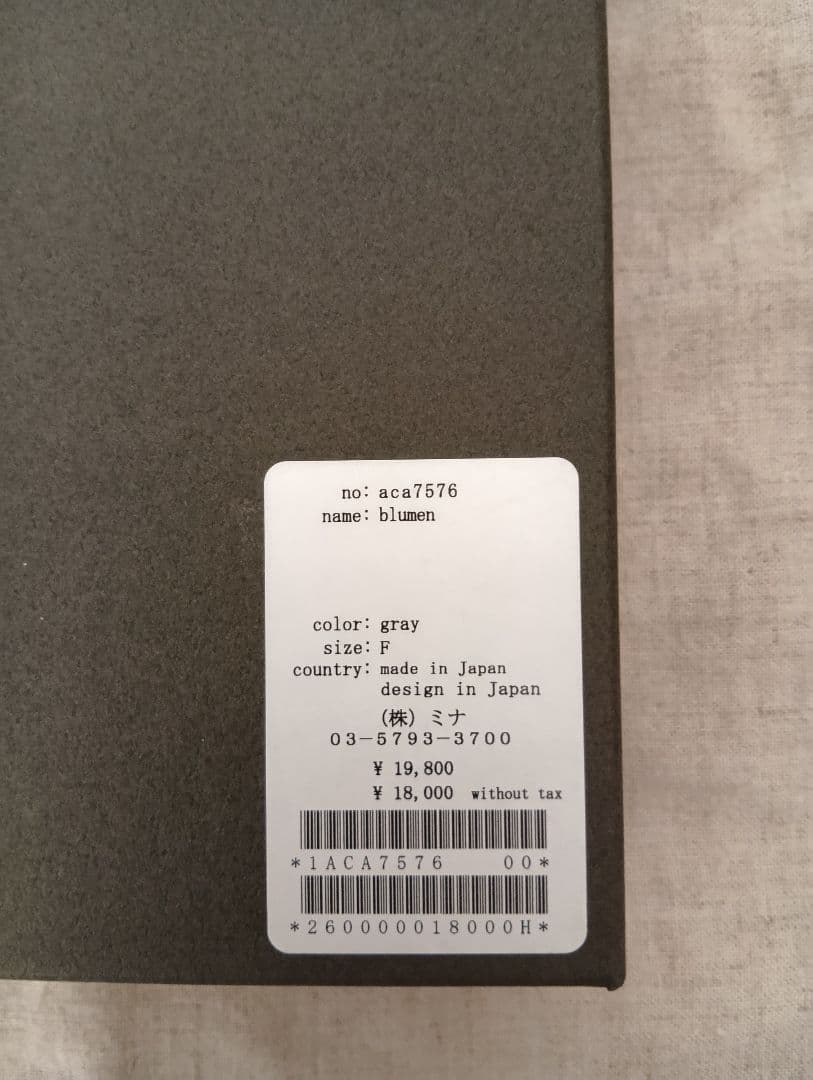 no: aca7576
name: blumen
color: gray
size: F
country: made in Japan
design in Japan
(株) ミナ
03-5793-3700
¥ 19,800
¥ 18,000 without tax
*1ACA7576 00*
*260000018000H*